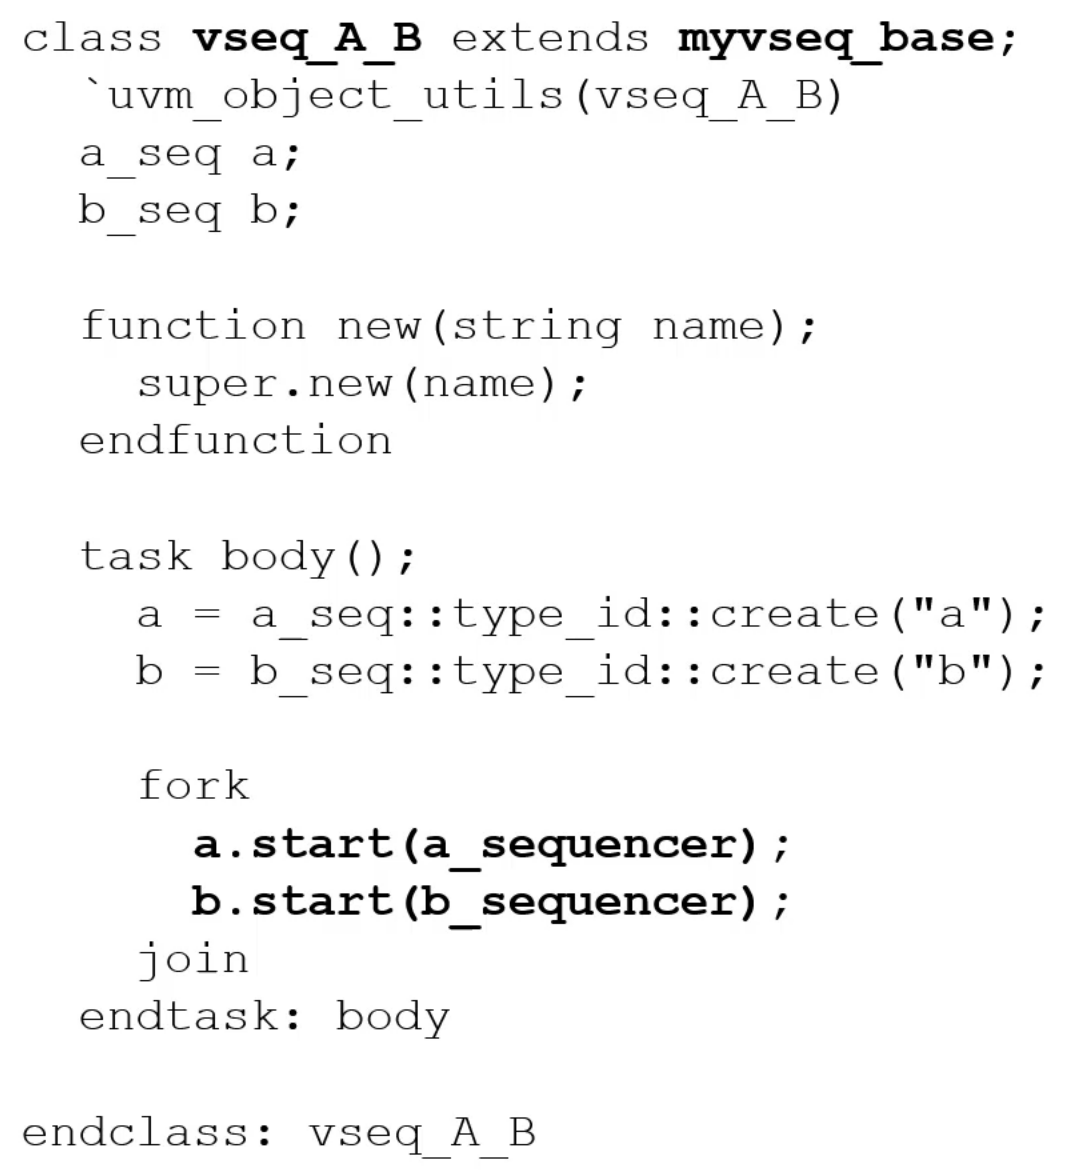 class vseq_A_B extends myvseq_base;
`uvm_object_utils(vseq_A_B)
a_seq a;
b_seq b;
function new(string name);
super.new(name);
endfunction
task body();
a = a_seq::type_id::create("a");
b = b_seq::type_id::create("b");
fork
a.start(a_sequencer);
b.start(b_sequencer);
join
endtask: body
endclass: vseq_A_B